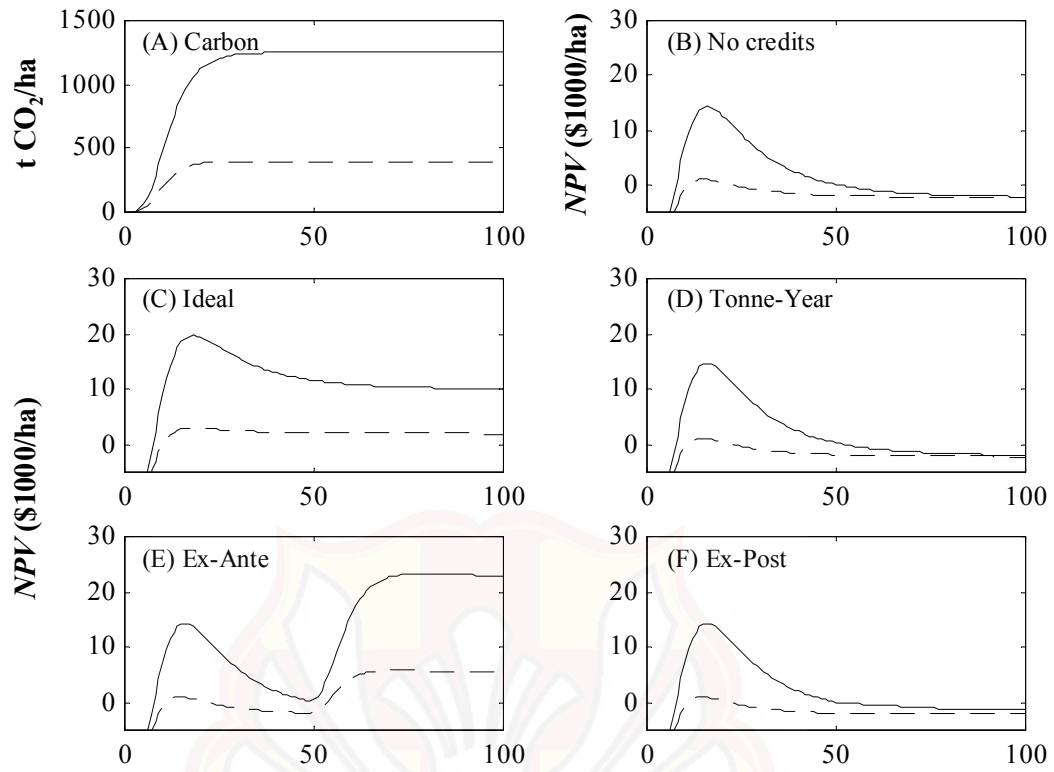 (A) Carbon
t CO₂/ha
1500
1000
500
0
0 50 100
(B) No credits
NPV ($1000/ha)
30
20
10
0
0 50 100
(C) Ideal
NPV ($1000/ha)
30
20
10
0
0 50 100
(D) Tonne-Year
30
20
10
0
0 50 100
(E) Ex-Ante
30
20
10
0
0 50 100
(F) Ex-Post
30
20
10
0
0 50 100